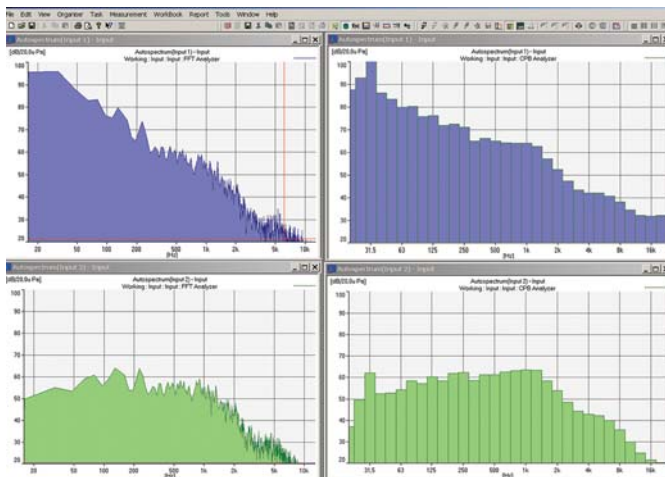 File Edit View Organiser Task Measurement WorkBook Report Tools Window Help
Autospectrum(Input 1) - Input
[dB/20,0u Pa]
Autospectrum(Input 1) - Input
Working : Input : Input : FFT Analyzer
100
90
80
70
60
50
40
30
20
20 50 100 200 500 1k 2k 5k 10k
[Hz]
Autospectrum(Input 1) - Input
[dB/20,0u Pa]
Autospectrum(Input 1) - Input
Working : Input : Input : CPB Analyzer
100
90
80
70
60
50
40
30
20
31.5 63 125 250 500 1k 2k 4k 8k 16k
[Hz]
Autospectrum(Input 2) - Input
[dB/20,0u Pa]
Autospectrum(Input 2) - Input
Working : Input : Input : FFT Analyzer
100
90
80
70
60
50
40
30
20
20 50 100 200 500 1k 2k 5k 10k
[Hz]
Autospectrum(Input 2) - Input
[dB/20,0u Pa]
Autospectrum(Input 2) - Input
Working : Input : Input : CPB Analyzer
100
90
80
70
60
50
40
30
20
31.5 63 125 250 500 1k 2k 4k 8k 16k
[Hz]